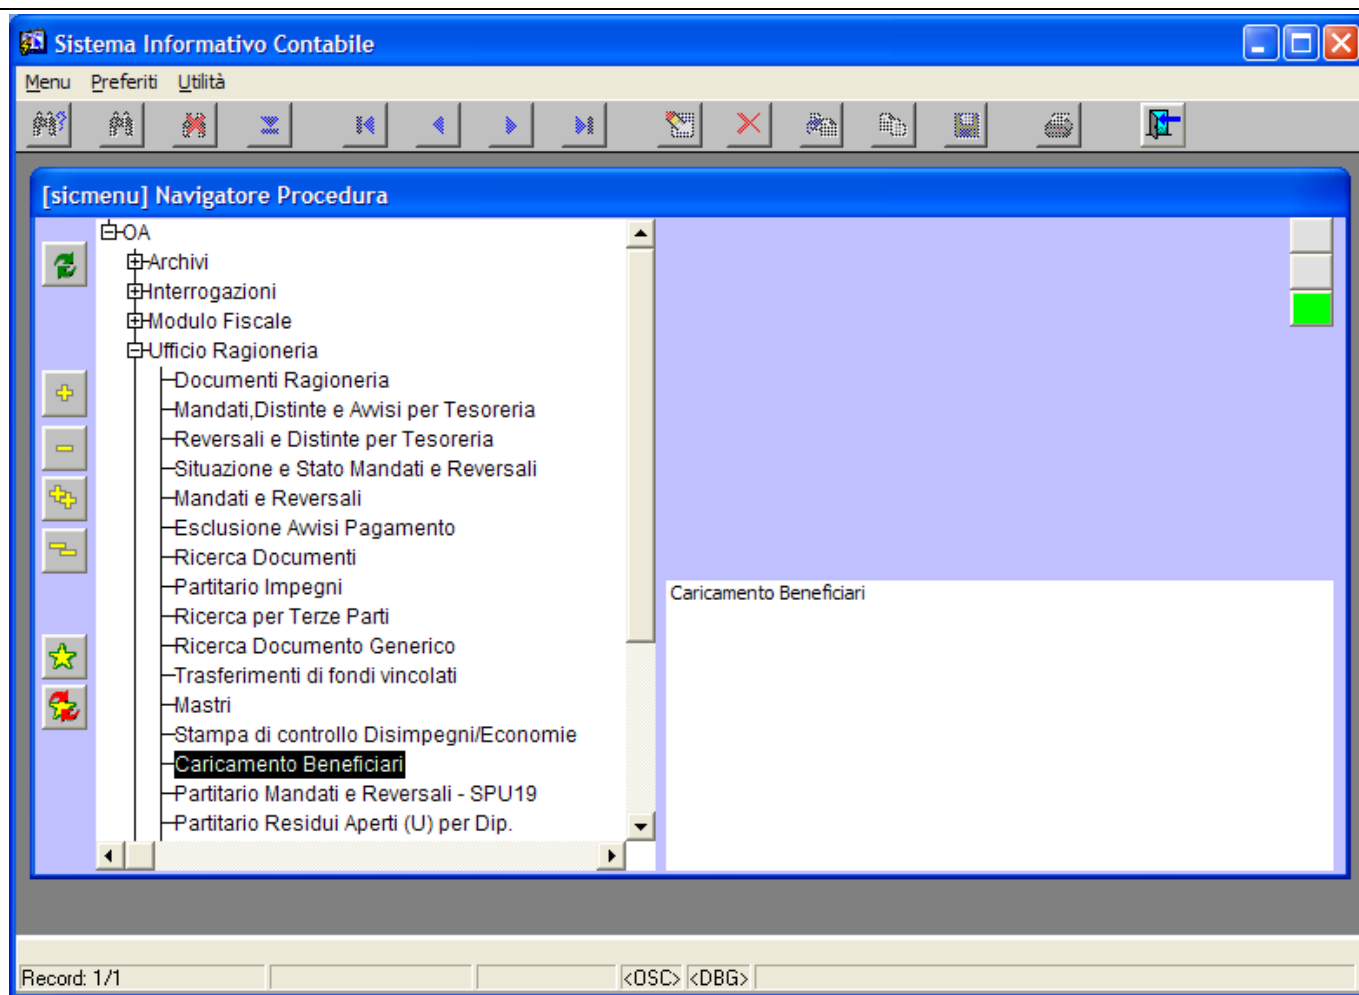 Sistema Informativo Contabile
Menu Preferiti Utilità
[sicmenu] Navigatore Procedura
OA
Archivi
Interrogazioni
Modulo Fiscale
Ufficio Ragioneria
Documenti Ragioneria
Mandati,Distinte e Avvisi per Tesoreria
Reversali e Distinte per Tesoreria
Situazione e Stato Mandati e Reversali
Mandati e Reversali
Esclusione Avvisi Pagamento
Ricerca Documenti
Partitario Impegni
Ricerca per Terze Parti
Ricerca Documento Generico
Trasferimenti di fondi vincolati
Mastri
Stampa di controllo Disimpegni/Economie
Caricamento Beneficiari
Partitario Mandati e Reversali - SPU19
Partitario Residui Aperti (U) per Dip.
Caricamento Beneficiari
Record: 1/1 <OSC> <DBG>